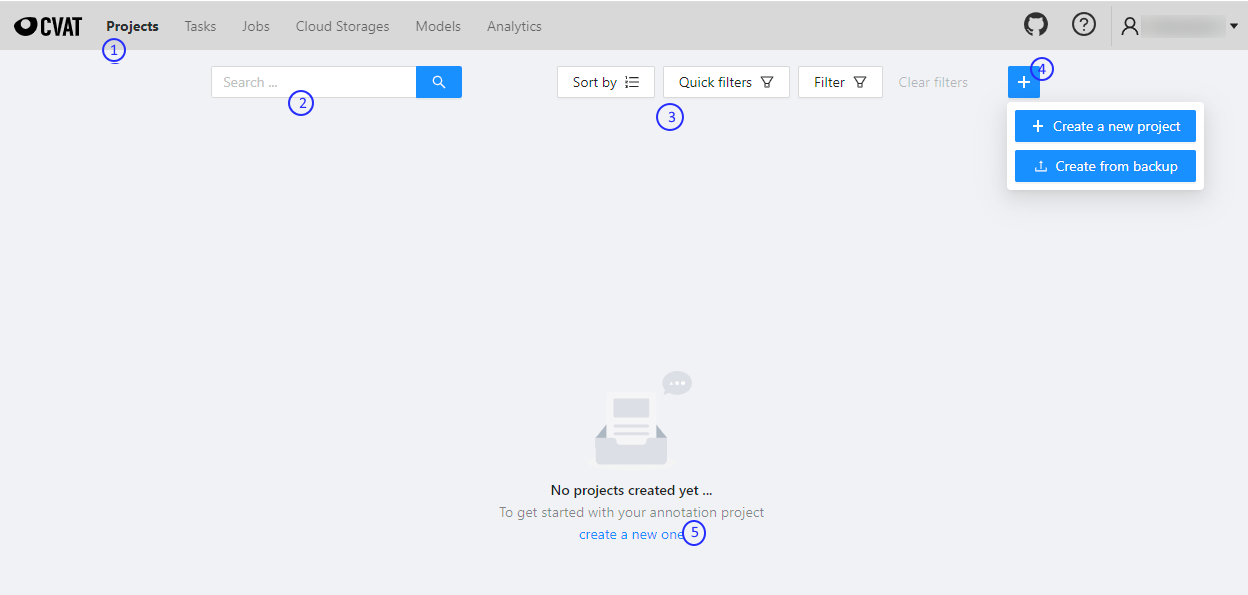 CVAT Projects Tasks Jobs Cloud Storages Models Analytics
1
Search ... Sort by Quick filters Filter Clear filters + 4
2 3
+ Create a new project
Create from backup
No projects created yet ...
To get started with your annotation project
create a new one 5